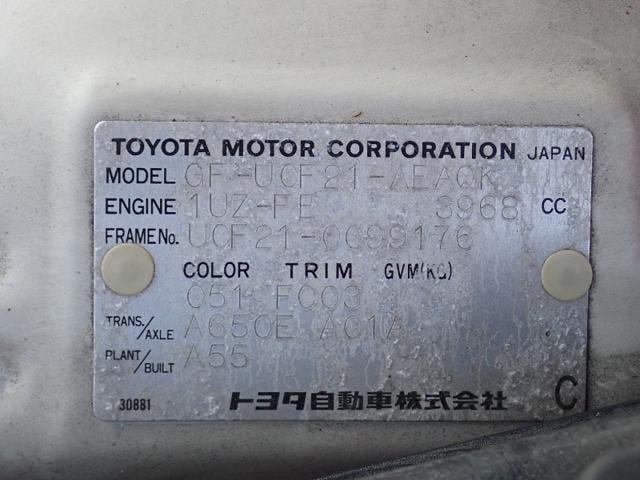 TOYOTA MOTOR CORPORATION JAPAN
MODEL GF-UCF21-AEAQK
ENGINE 1UZ-FE 3968 CC
FRAME No. UCF21-0099176
COLOR TRIM GVM(KG)
051 FC03
TRANS./AXLE A650E A01A
PLANT/BUILT A55
30881 トヨタ自動車株式会社 C